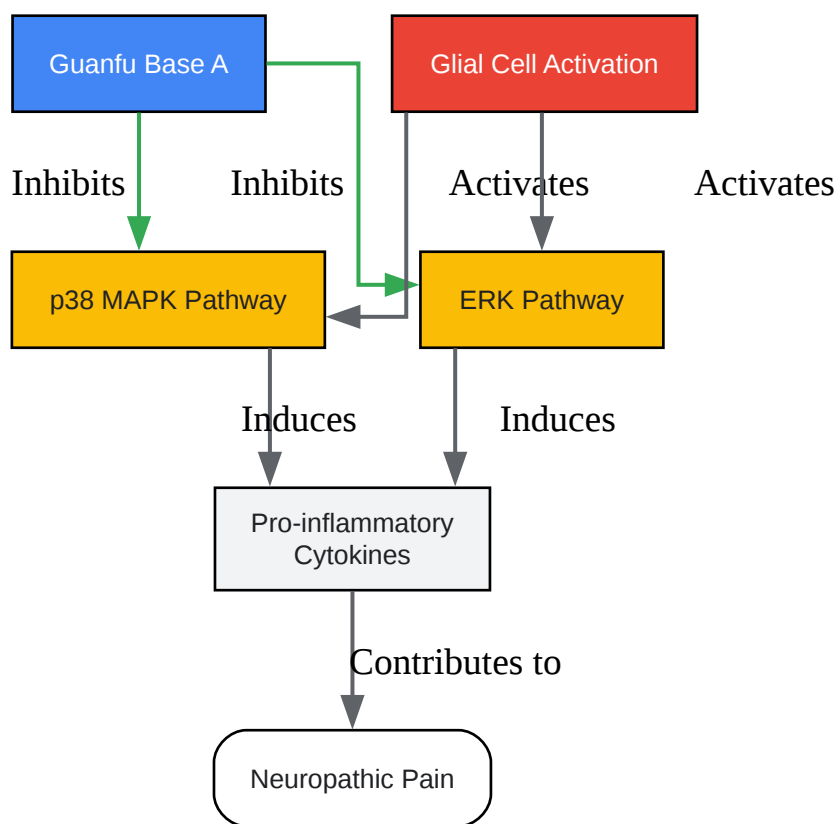 Guanfu Base A
Glial Cell Activation
Inhibits
Inhibits
Activates
Activates
p38 MAPK Pathway
ERK Pathway
Induces
Induces
Pro-inflammatory
Cytokines
Contributes to
Neuropathic Pain